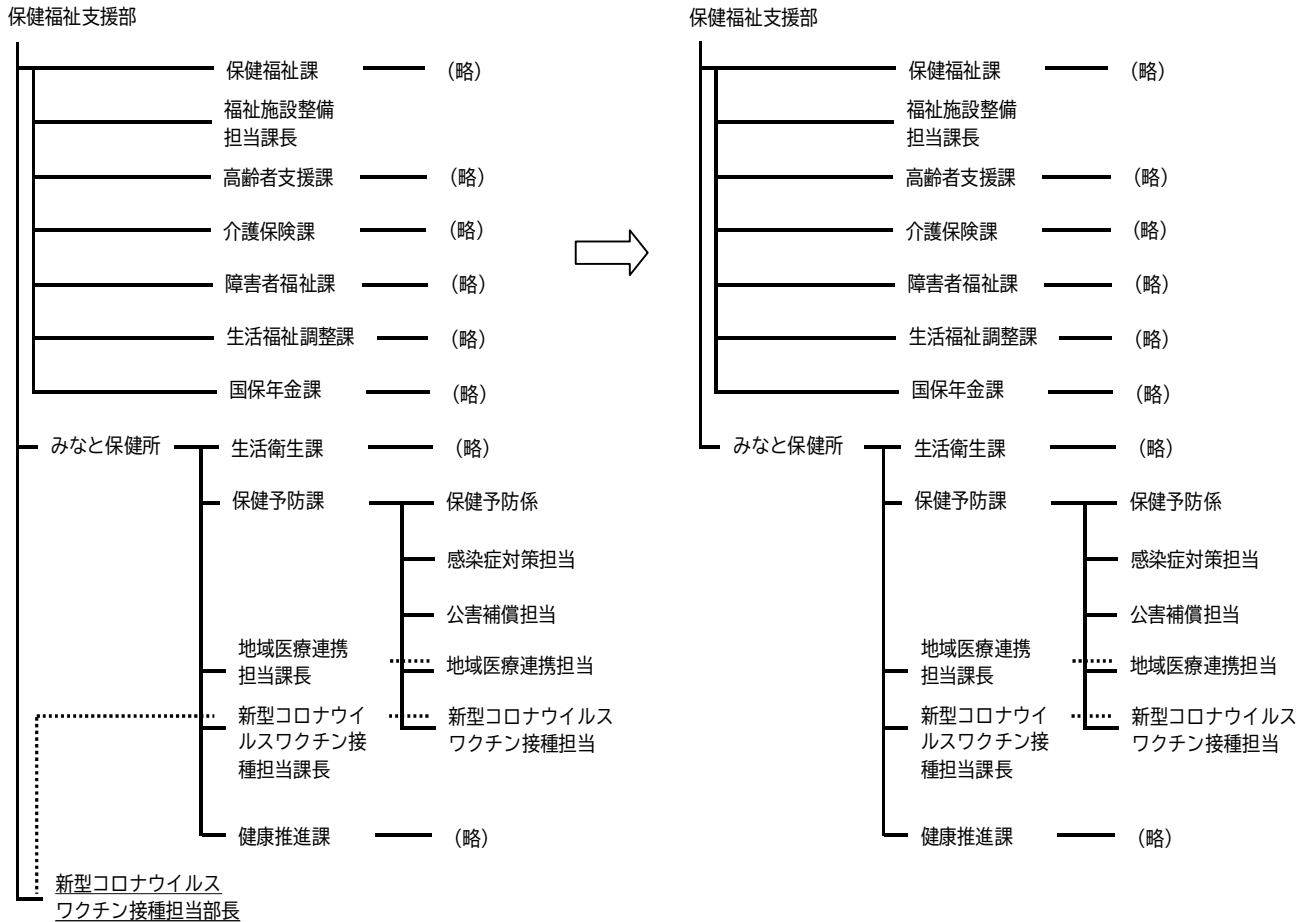 保健福祉支援部
保健福祉課
(略)
福祉施設整備
担当課長
高齢者支援課
(略)
介護保険課
(略)
障害者福祉課
(略)
生活福祉調整課
(略)
国保年金課
(略)
みなと保健所
生活衛生課
(略)
保健予防課
保健予防係
感染症対策担当
公害補償担当
地域医療連携
担当課長
地域医療連携担当
新型コロナウイ
ルスワクチン接
種担当課長
新型コロナウイルス
ワクチン接種担当
健康推進課
(略)
新型コロナウイルス
ワクチン接種担当部長
保健福祉支援部
保健福祉課
(略)
福祉施設整備
担当課長
高齢者支援課
(略)
介護保険課
(略)
障害者福祉課
(略)
生活福祉調整課
(略)
国保年金課
(略)
みなと保健所
生活衛生課
(略)
保健予防課
保健予防係
感染症対策担当
公害補償担当
地域医療連携
担当課長
地域医療連携担当
新型コロナウイ
ルスワクチン接
種担当課長
新型コロナウイルス
ワクチン接種担当
健康推進課
(略)